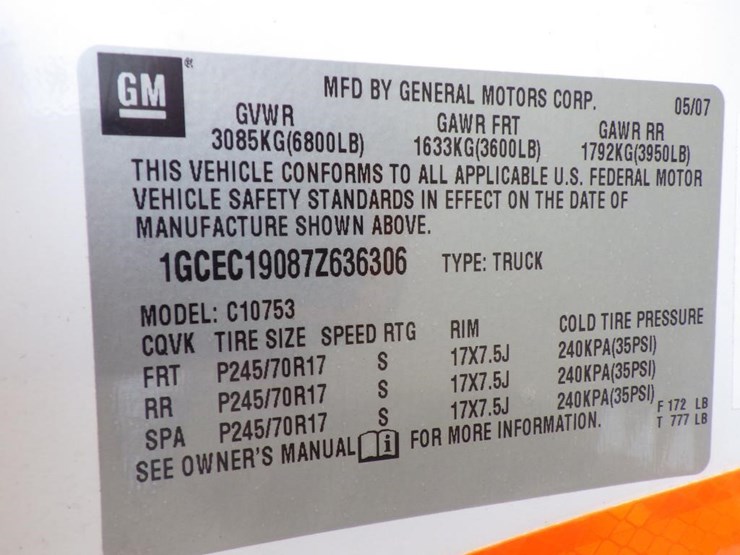 GM ®
MFD BY GENERAL MOTORS CORP. 05/07
GVWR GAWR FRT GAWR RR
3085KG(6800LB) 1633KG(3600LB) 1792KG(3950LB)
THIS VEHICLE CONFORMS TO ALL APPLICABLE U.S. FEDERAL MOTOR
VEHICLE SAFETY STANDARDS IN EFFECT ON THE DATE OF
MANUFACTURE SHOWN ABOVE.
1GCEC19087Z636306 TYPE: TRUCK
MODEL: C10753
CQVK TIRE SIZE SPEED RTG RIM COLD TIRE PRESSURE
FRT P245/70R17 S 17X7.5J 240KPA(35PSI)
RR P245/70R17 S 17X7.5J 240KPA(35PSI)
SPA P245/70R17 S 17X7.5J 240KPA(35PSI)
F 172 LB
T 777 LB
SEE OWNER'S MANUAL i FOR MORE INFORMATION.